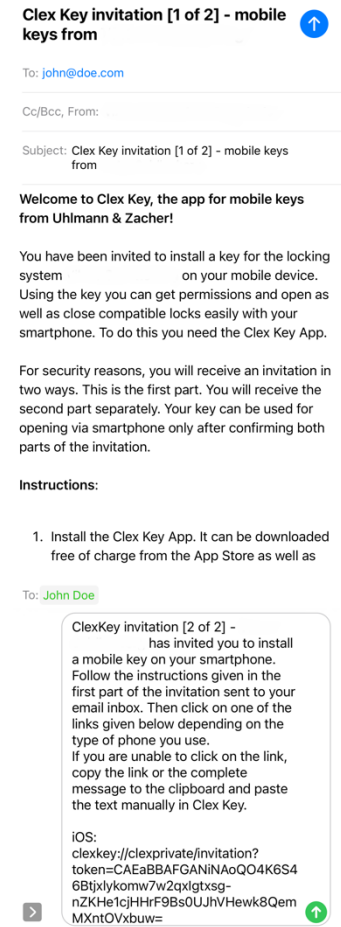 Clex Key invitation [1 of 2] - mobile
keys from
To: john@doe.com
Cc/Bcc, From:
Subject: Clex Key invitation [1 of 2] - mobile keys
from
Welcome to Clex Key, the app for mobile keys
from Uhlmann & Zacher!
You have been invited to install a key for the locking
system on your mobile device.
Using the key you can get permissions and open as
well as close compatible locks easily with your
smartphone. To do this you need the Clex Key App.
For security reasons, you will receive an invitation in
two ways. This is the first part. You will receive the
second part separately. Your key can be used for
opening via smartphone only after confirming both
parts of the invitation.
Instructions:
1. Install the Clex Key App. It can be downloaded
free of charge from the App Store as well as
To: John Doe
ClexKey invitation [2 of 2] -
has invited you to install
a mobile key on your smartphone.
Follow the instructions given in the
first part of the invitation sent to your
email inbox. Then click on one of the
links given below depending on the
type of phone you use.
If you are unable to click on the link,
copy the link or the complete
message to the clipboard and paste
the text manually in Clex Key.
iOS:
clexkey://clexprivate/invitation?
token=CAEaBBAFGANiNAoQO4K6S4
6Btjxlykomw7w2qxlgtxsg-
nZKHe1cjHHrF9Bs0UJhVHewk8Qem
MXntOVxbuw=